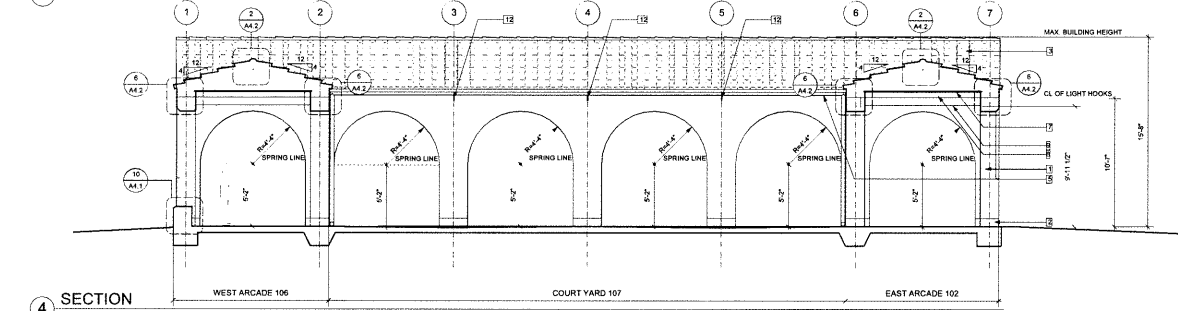 1 2 3 4 5 6 7
2 A4.2
2 A4.2
12
12
12
MAX. BUILDING HEIGHT
3
12 12
4 4
12 12
4 4
6 A4.2
6 A4.2
6 A4.2
6 A4.2
CL OF LIGHT HOOKS
R=4'-4" R=4'-4" R=4'-4" R=4'-4" R=4'-4" R=4'-4"
SPRING LINE SPRING LINE SPRING LINE SPRING LINE SPRING LINE SPRING LINE
7
1
10 A4.1
5'-2" 5'-2" 5'-2" 5'-2" 5'-2" 5'-2"
9'-11 1/2"
10'-7"
15'-8"
WEST ARCADE 106 COURT YARD 107 EAST ARCADE 102
4 SECTION